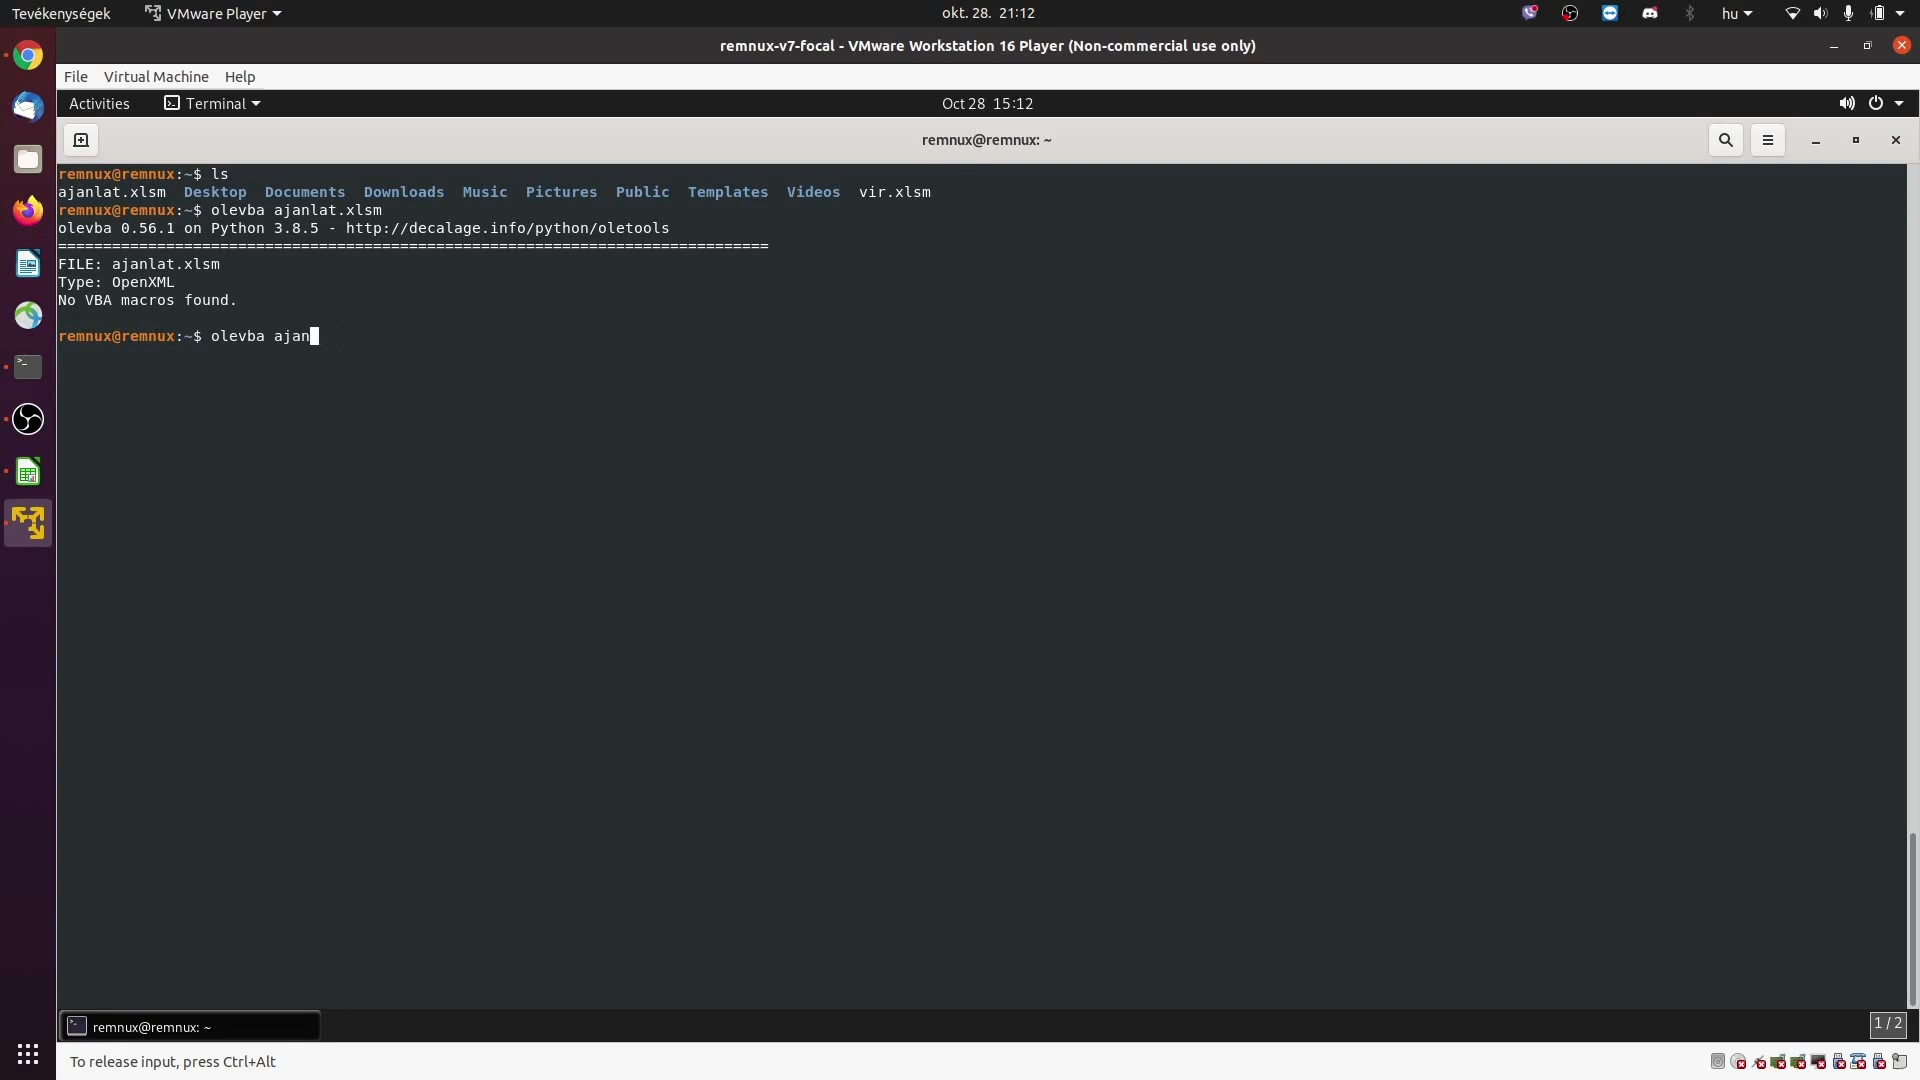 Tevékenységek VMware Player okt. 28. 21:12 hu
remnux-v7-focal - VMware Workstation 16 Player (Non-commercial use only)
File Virtual Machine Help
Activities Terminal Oct 28 15:12
remnux@remnux: ~
remnux@remnux:~$ ls
ajanlat.xlsm Desktop Documents Downloads Music Pictures Public Templates Videos vir.xlsm
remnux@remnux:~$ olevba ajanlat.xlsm
olevba 0.56.1 on Python 3.8.5 - http://decalage.info/python/oletools
===============================================================================
FILE: ajanlat.xlsm
Type: OpenXML
No VBA macros found.
remnux@remnux:~$ olevba ajan
remnux@remnux: ~
1 / 2
To release input, press Ctrl+Alt